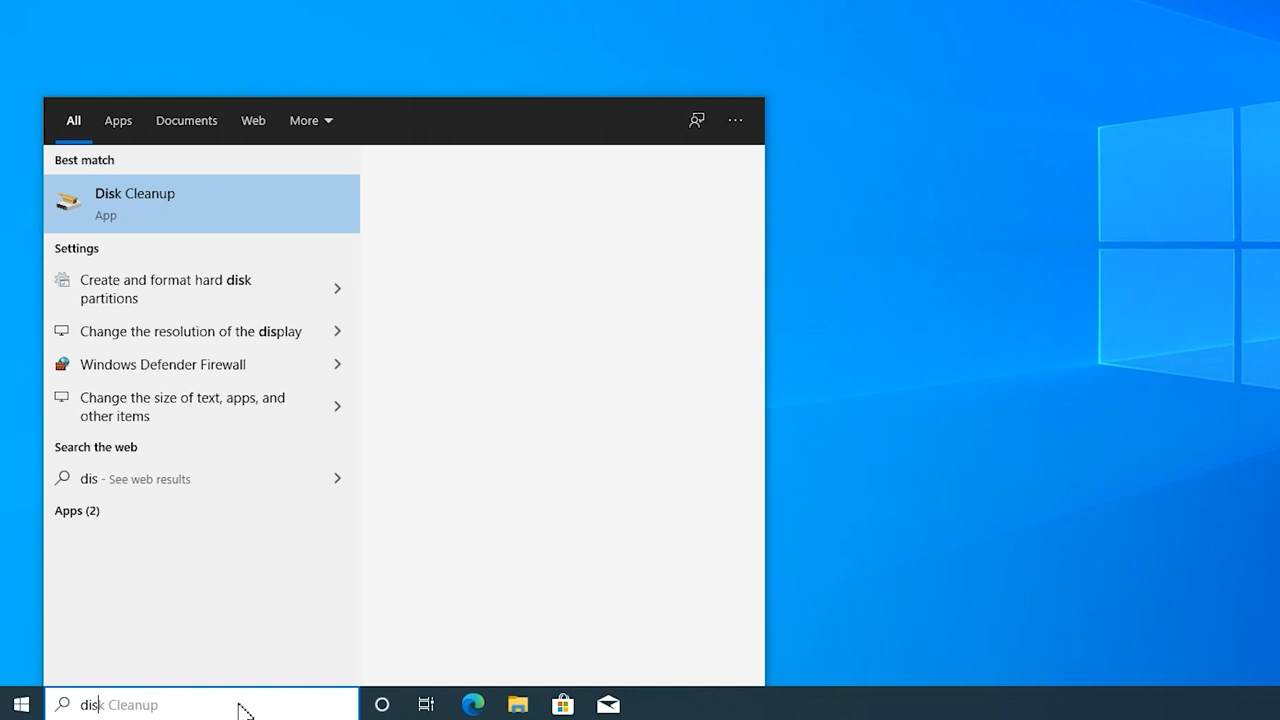 All Apps Documents Web More
Best match
Disk Cleanup
App
Settings
Create and format hard disk
partitions
Change the resolution of the display
Windows Defender Firewall
Change the size of text, apps, and
other items
Search the web
dis - See web results
Apps (2)
disk Cleanup